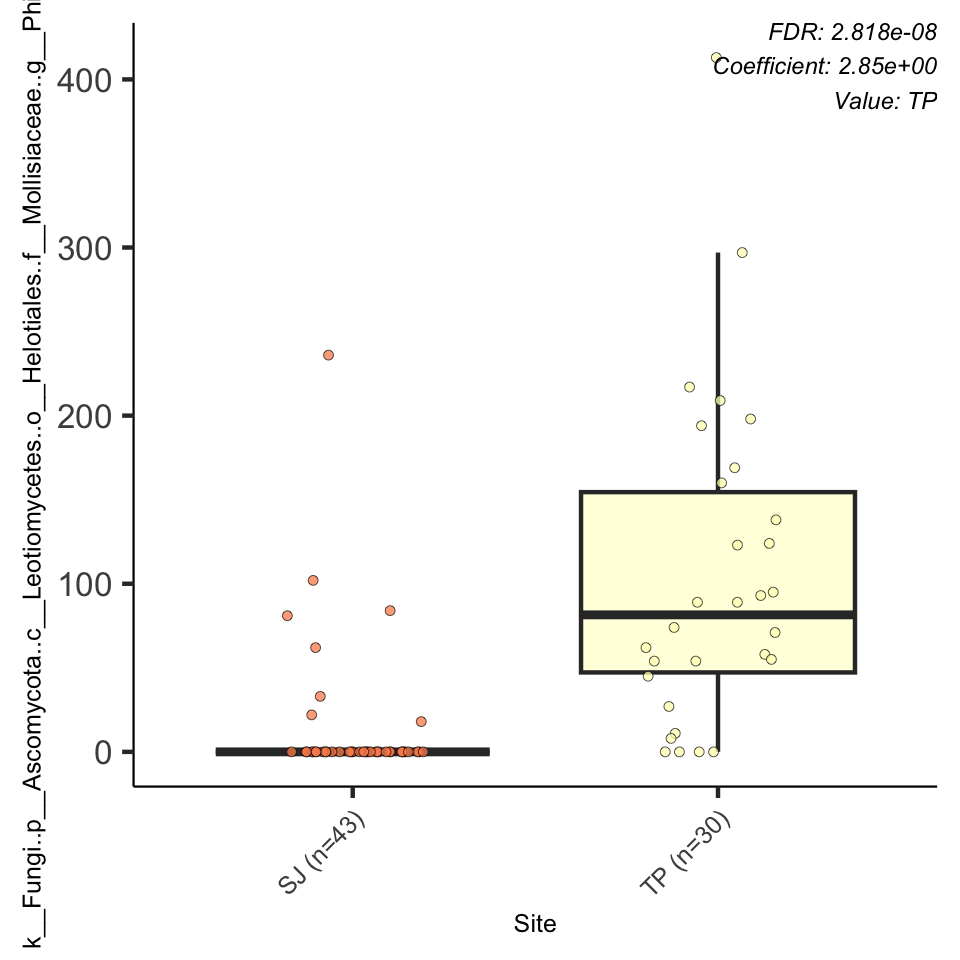 k__Fungi..p__Ascomycota..c__Leotiomycetes..o__Helotiales..f__Mollisiaceae..g__Phi
FDR: 2.818e-08
Coefficient: 2.85e+00
Value: TP
400
300
200
100
0
SJ (n=43)
TP (n=30)
Site